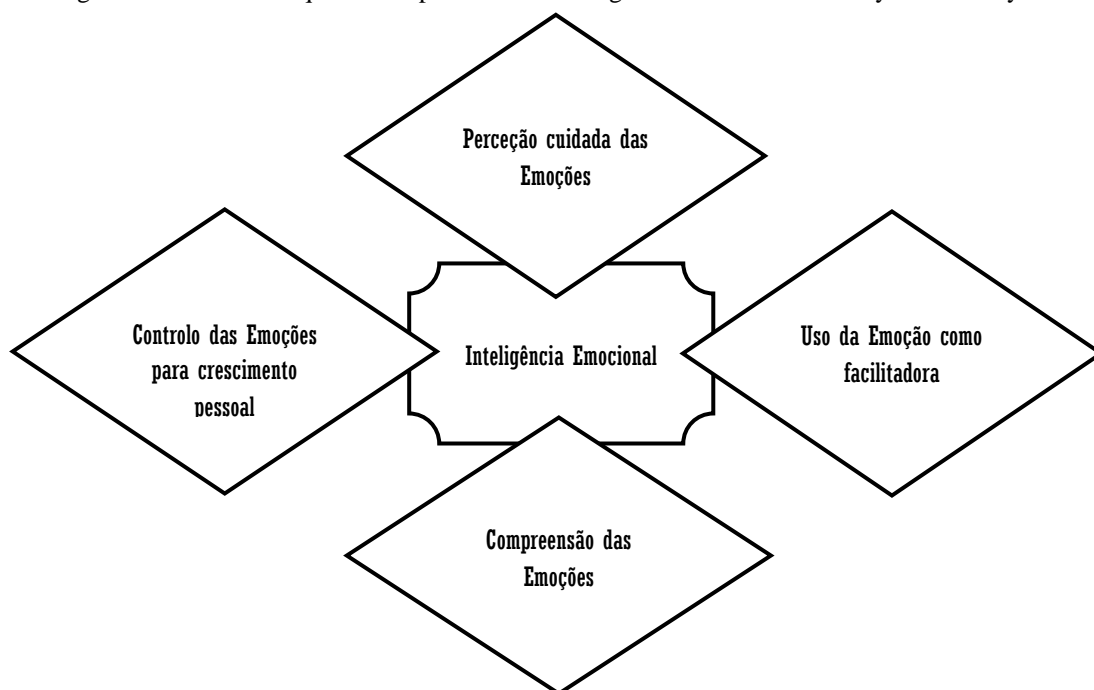 Perceção cuidada das
Emoções
Controlo das Emoções
para crescimento
pessoal
Inteligência Emocional
Uso da Emoção como
facilitadora
Compreensão das
Emoções